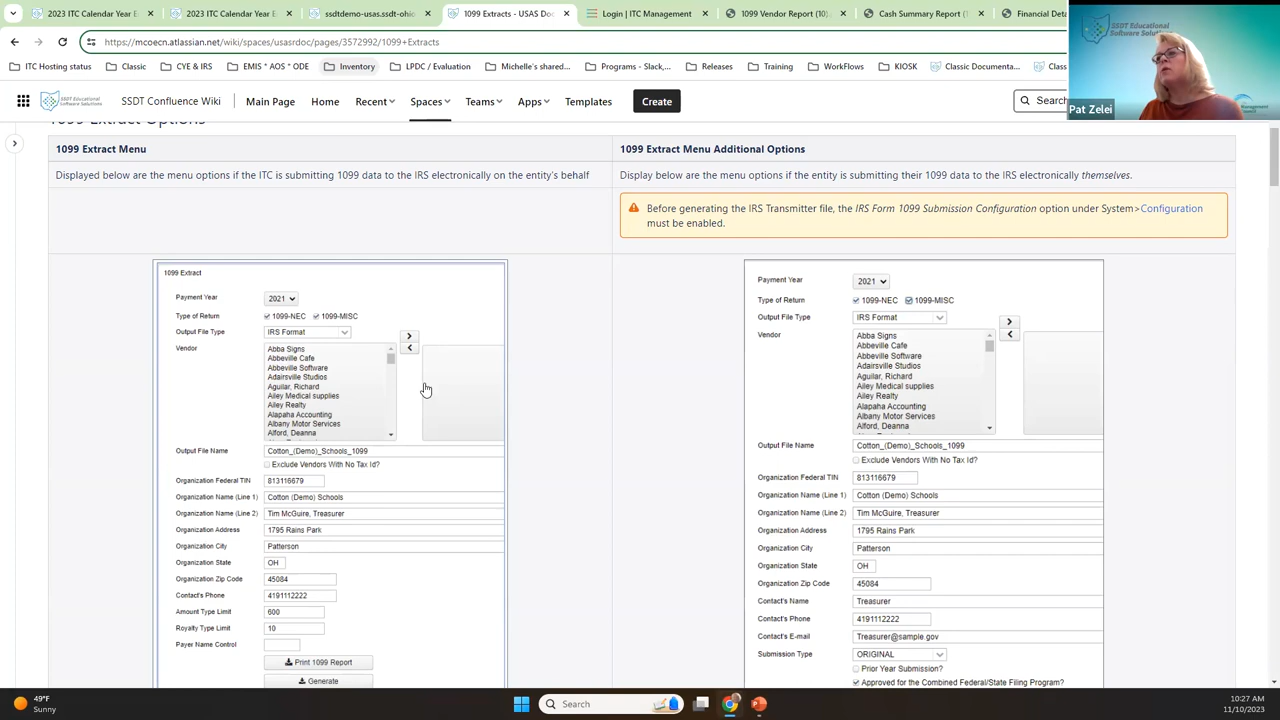 2023 ITC Calendar Year E
2023 ITC Calendar Year E
ssdtdemo-usas.ssdt-ohio
1099 Extracts - USAS Doc
Login | ITC Management
1099 Vendor Report (10)
Cash Summary Report (T
Financial Det
https://mcoecn.atlassian.net/wiki/spaces/usasrdoc/pages/3572992/1099+Extracts
ITC Hosting status
Classic
CYE & IRS
EMIS * AOS * ODE
Inventory
LPDC / Evaluation
Michelle's shared...
Programs - Slack,...
Releases
Training
WorkFlows
KIOSK
Classic Documenta...
Class
SSDT Educational
Software Solutions
Pat Zelei
SSDT Educational
Software Solutions
SSDT Confluence Wiki
Main Page
Home
Recent
Spaces
Teams
Apps
Templates
Create
Search
1099 Extract Options
1099 Extract Menu
1099 Extract Menu Additional Options
Displayed below are the menu options if the ITC is submitting 1099 data to the IRS electronically on the entity's behalf
Display below are the menu options if the entity is submitting their 1099 data to the IRS electronically themselves.
Before generating the IRS Transmitter file, the IRS Form 1099 Submission Configuration option under System>Configuration
must be enabled.
1099 Extract
Payment Year
2021
Type of Return
1099-NEC
1099-MISC
Output File Type
IRS Format
Vendor
Abba Signs
Abbeville Cafe
Abbeville Software
Adairsville Studios
Aguilar, Richard
Ailey Medical supplies
Ailey Realty
Alapaha Accounting
Albany Motor Services
Alford, Deanna
Output File Name
Cotton_(Demo)_Schools_1099
Exclude Vendors With No Tax Id?
Organization Federal TIN
813116679
Organization Name (Line 1)
Cotton (Demo) Schools
Organization Name (Line 2)
Tim McGuire, Treasurer
Organization Address
1795 Rains Park
Organization City
Patterson
Organization State
OH
Organization Zip Code
45084
Contact's Phone
4191112222
Amount Type Limit
600
Royalty Type Limit
10
Payer Name Control
Print 1099 Report
Generate
Payment Year
2021
Type of Return
1099-NEC
1099-MISC
Output File Type
IRS Format
Vendor
Abba Signs
Abbeville Cafe
Abbeville Software
Adairsville Studios
Aguilar, Richard
Ailey Medical supplies
Ailey Realty
Alapaha Accounting
Albany Motor Services
Alford, Deanna
Output File Name
Cotton_(Demo)_Schools_1099
Exclude Vendors With No Tax Id?
Organization Federal TIN
813116679
Organization Name (Line 1)
Cotton (Demo) Schools
Organization Name (Line 2)
Tim McGuire, Treasurer
Organization Address
1795 Rains Park
Organization City
Patterson
Organization State
OH
Organization Zip Code
45084
Contact's Name
Treasurer
Contact's Phone
4191112222
Contact's E-mail
Treasurer@sample.gov
Submission Type
ORIGINAL
Prior Year Submission?
Approved for the Combined Federal/State Filing Program?
49°F
Sunny
Search
10:27 AM
11/10/2023